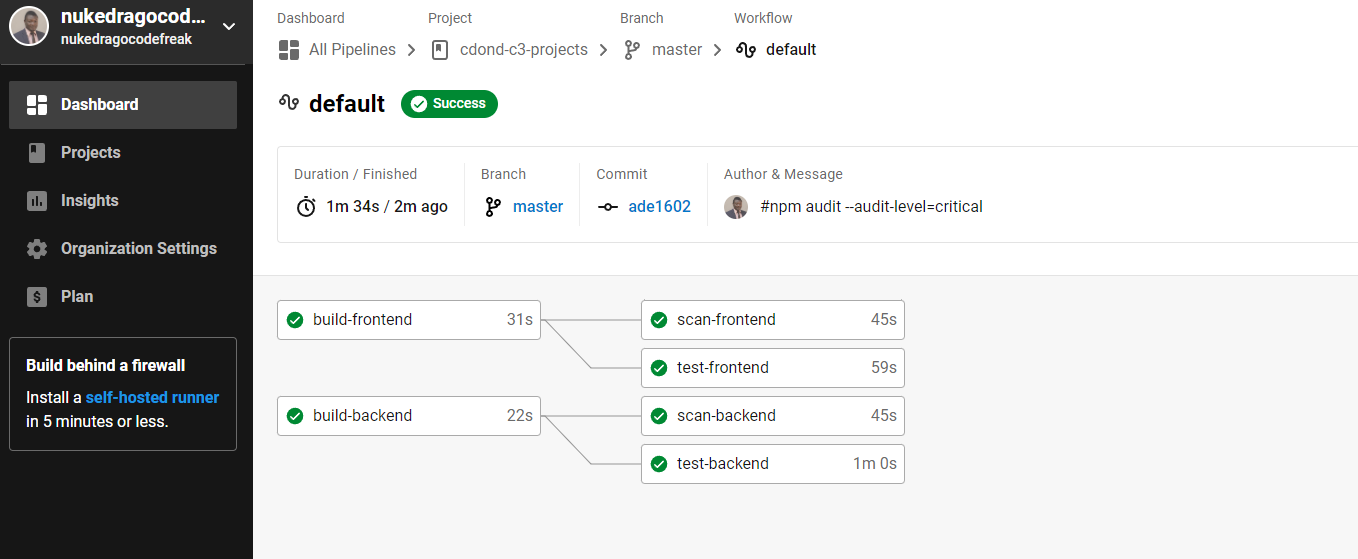 nukedragocod...
nukedragocodefreak
Dashboard
Projects
Insights
Organization Settings
Plan
Build behind a firewall
Install a self-hosted runner
in 5 minutes or less.
Dashboard Project Branch Workflow
All Pipelines cdond-c3-projects master default
default Success
Duration / Finished Branch Commit Author & Message
1m 34s / 2m ago master ade1602 #npm audit --audit-level=critical
build-frontend 31s scan-frontend 45s
test-frontend 59s
build-backend 22s scan-backend 45s
test-backend 1m 0s